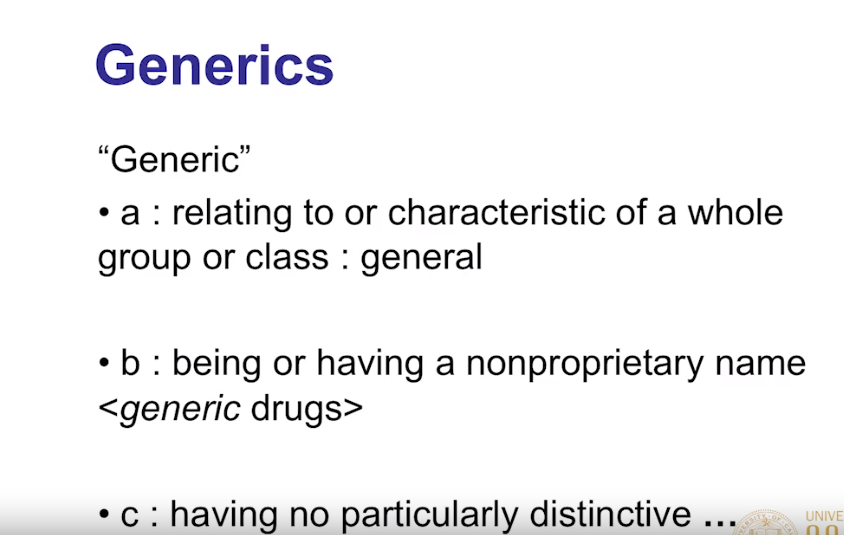 Generics
“Generic”
• a : relating to or characteristic of a whole
group or class : general
• b : being or having a nonproprietary name
<generic drugs>
• c : having no particularly distinctive ...